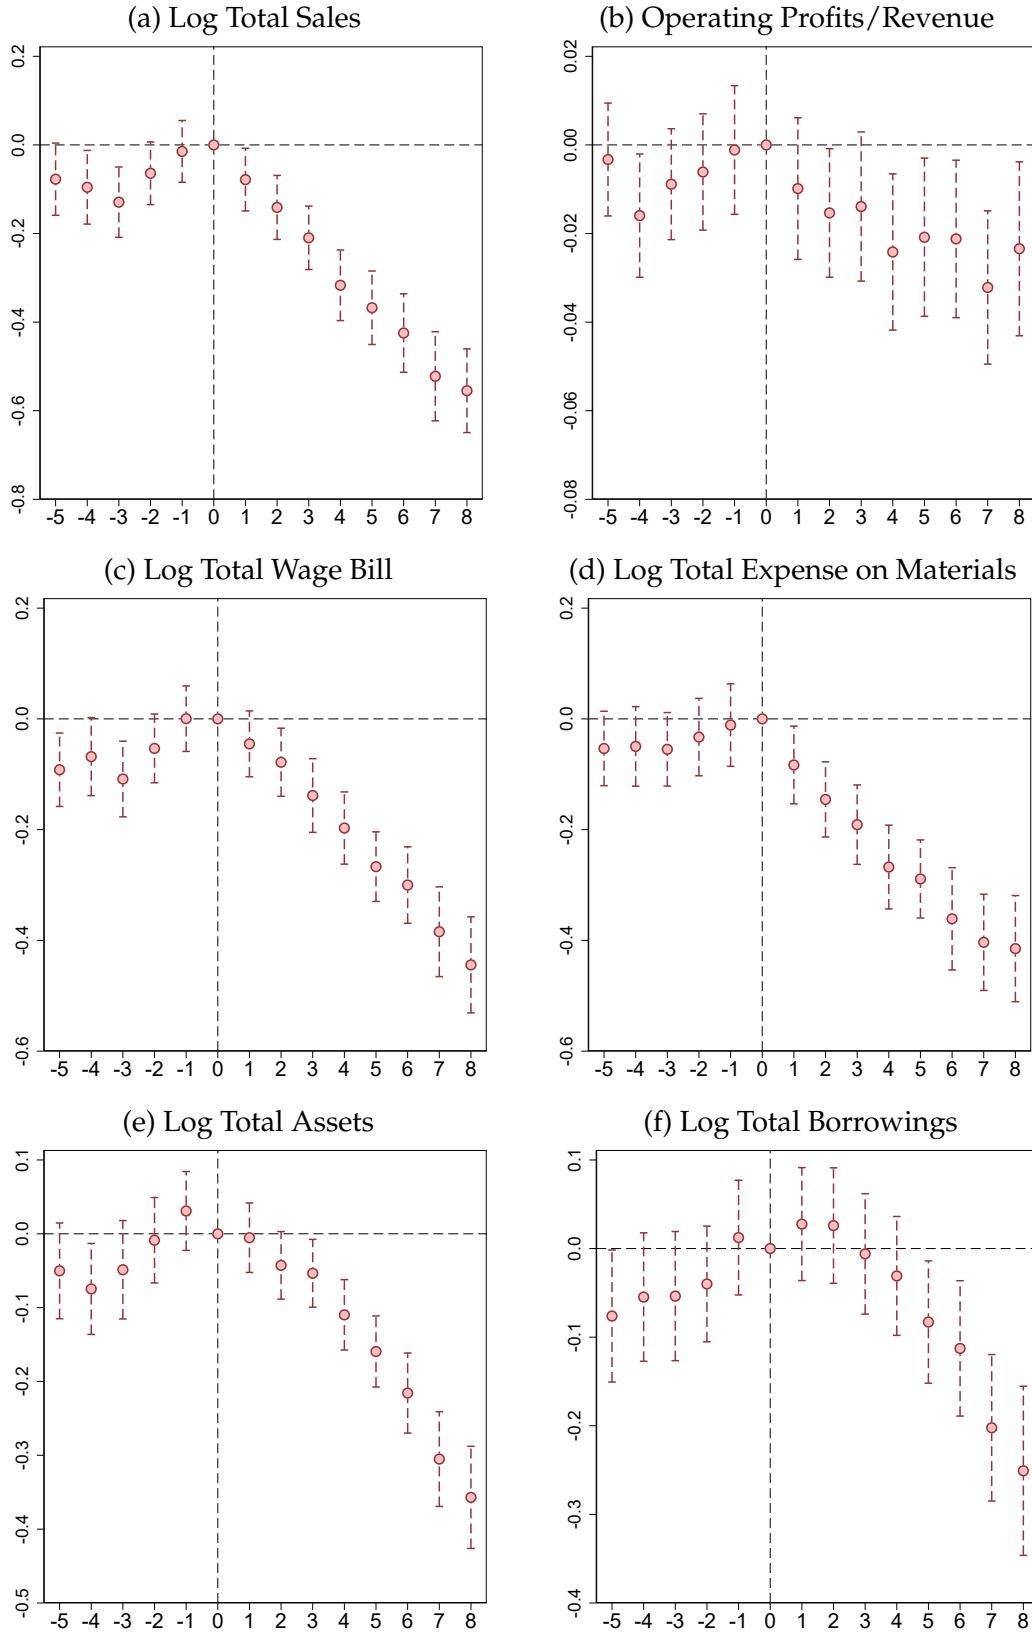 (a) Log Total Sales
0.2
0.0
-0.2
-0.4
-0.6
-0.8
-5 -4 -3 -2 -1 0 1 2 3 4 5 6 7 8
(b) Operating Profits/Revenue
0.02
0.00
-0.02
-0.04
-0.06
-0.08
-5 -4 -3 -2 -1 0 1 2 3 4 5 6 7 8
(c) Log Total Wage Bill
0.2
0.0
-0.2
-0.4
-0.6
-5 -4 -3 -2 -1 0 1 2 3 4 5 6 7 8
(d) Log Total Expense on Materials
0.2
0.0
-0.2
-0.4
-0.6
-5 -4 -3 -2 -1 0 1 2 3 4 5 6 7 8
(e) Log Total Assets
0.1
0.0
-0.1
-0.2
-0.3
-0.4
-0.5
-5 -4 -3 -2 -1 0 1 2 3 4 5 6 7 8
(f) Log Total Borrowings
0.1
0.0
-0.1
-0.2
-0.3
-0.4
-5 -4 -3 -2 -1 0 1 2 3 4 5 6 7 8